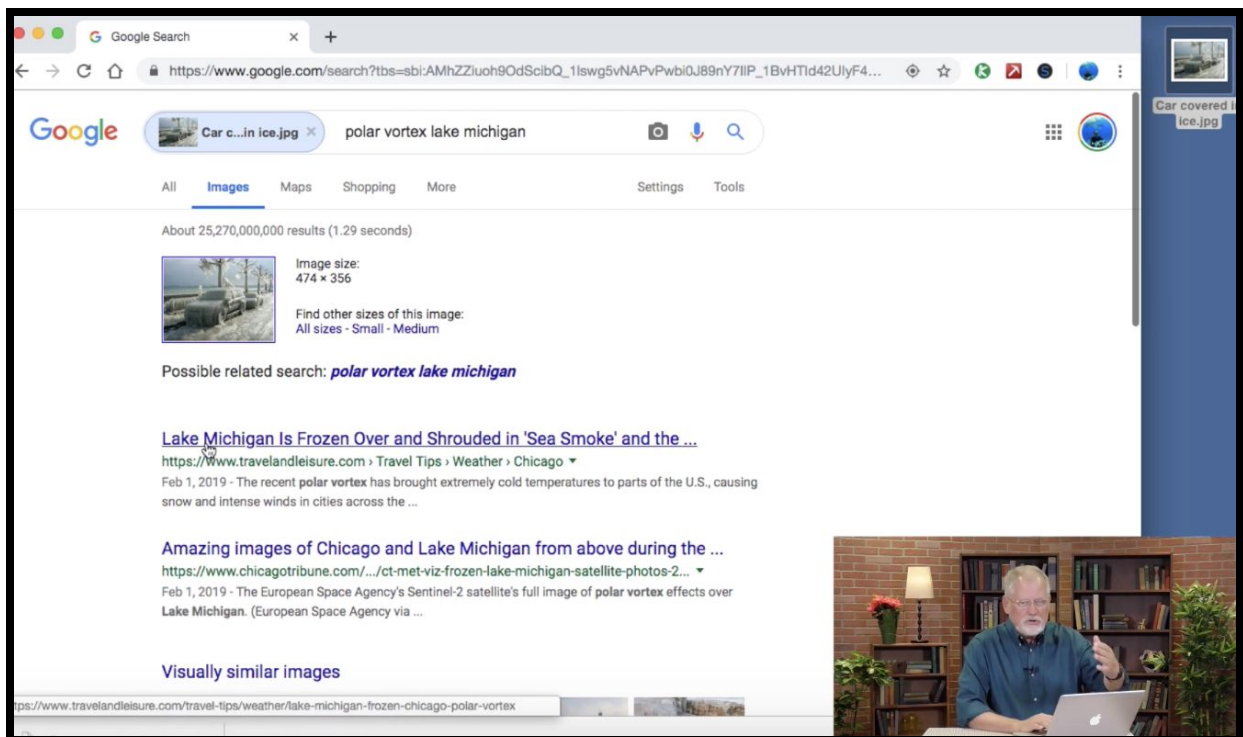 Google Search
https://www.google.com/search?tbs=sbi:AMhZZiuoh9OdScibQ_1Iswg5vNAPvPwbi0J89nY7IIP_1BvHTId42UIyF4...
Car covered i
ice.jpg
Google
Car c...in ice.jpg
polar vortex lake michigan
All Images Maps Shopping More Settings Tools
About 25,270,000,000 results (1.29 seconds)
Image size:
474 × 356
Find other sizes of this image:
All sizes - Small - Medium
Possible related search: polar vortex lake michigan
Lake Michigan Is Frozen Over and Shrouded in 'Sea Smoke' and the ...
https://www.travelandleisure.com › Travel Tips › Weather › Chicago
Feb 1, 2019 - The recent polar vortex has brought extremely cold temperatures to parts of the U.S., causing
snow and intense winds in cities across the ...
Amazing images of Chicago and Lake Michigan from above during the ...
https://www.chicagotribune.com/.../ct-met-viz-frozen-lake-michigan-satellite-photos-2...
Feb 1, 2019 - The European Space Agency's Sentinel-2 satellite's full image of polar vortex effects over
Lake Michigan. (European Space Agency via ...
Visually similar images
tps://www.travelandleisure.com/travel-tips/weather/lake-michigan-frozen-chicago-polar-vortex